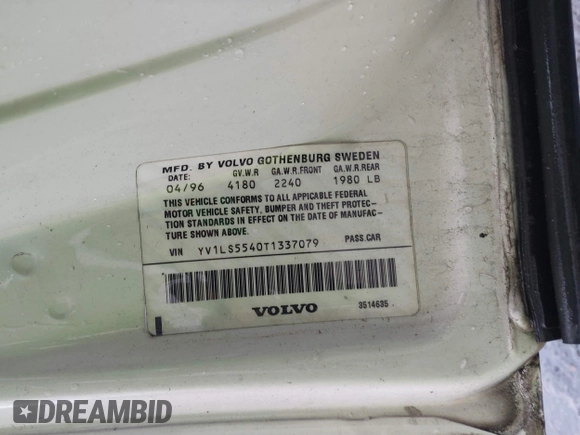 MFD. BY VOLVO GOTHENBURG SWEDEN
DATE: GV.W.R GA.W.R.FRONT GA.W.R.REAR
04/96 4180 2240 1980 LB
THIS VEHICLE CONFORMS TO ALL APPLICABLE FEDERAL
MOTOR VEHICLE SAFETY, BUMPER AND THEFT PROTEC-
TION STANDARDS IN EFFECT ON THE DATE OF MANUFAC-
TURE SHOWN ABOVE.
VIN YV1LS5540T1337079 PASS.CAR
VOLVO 3514635
DREAMBID